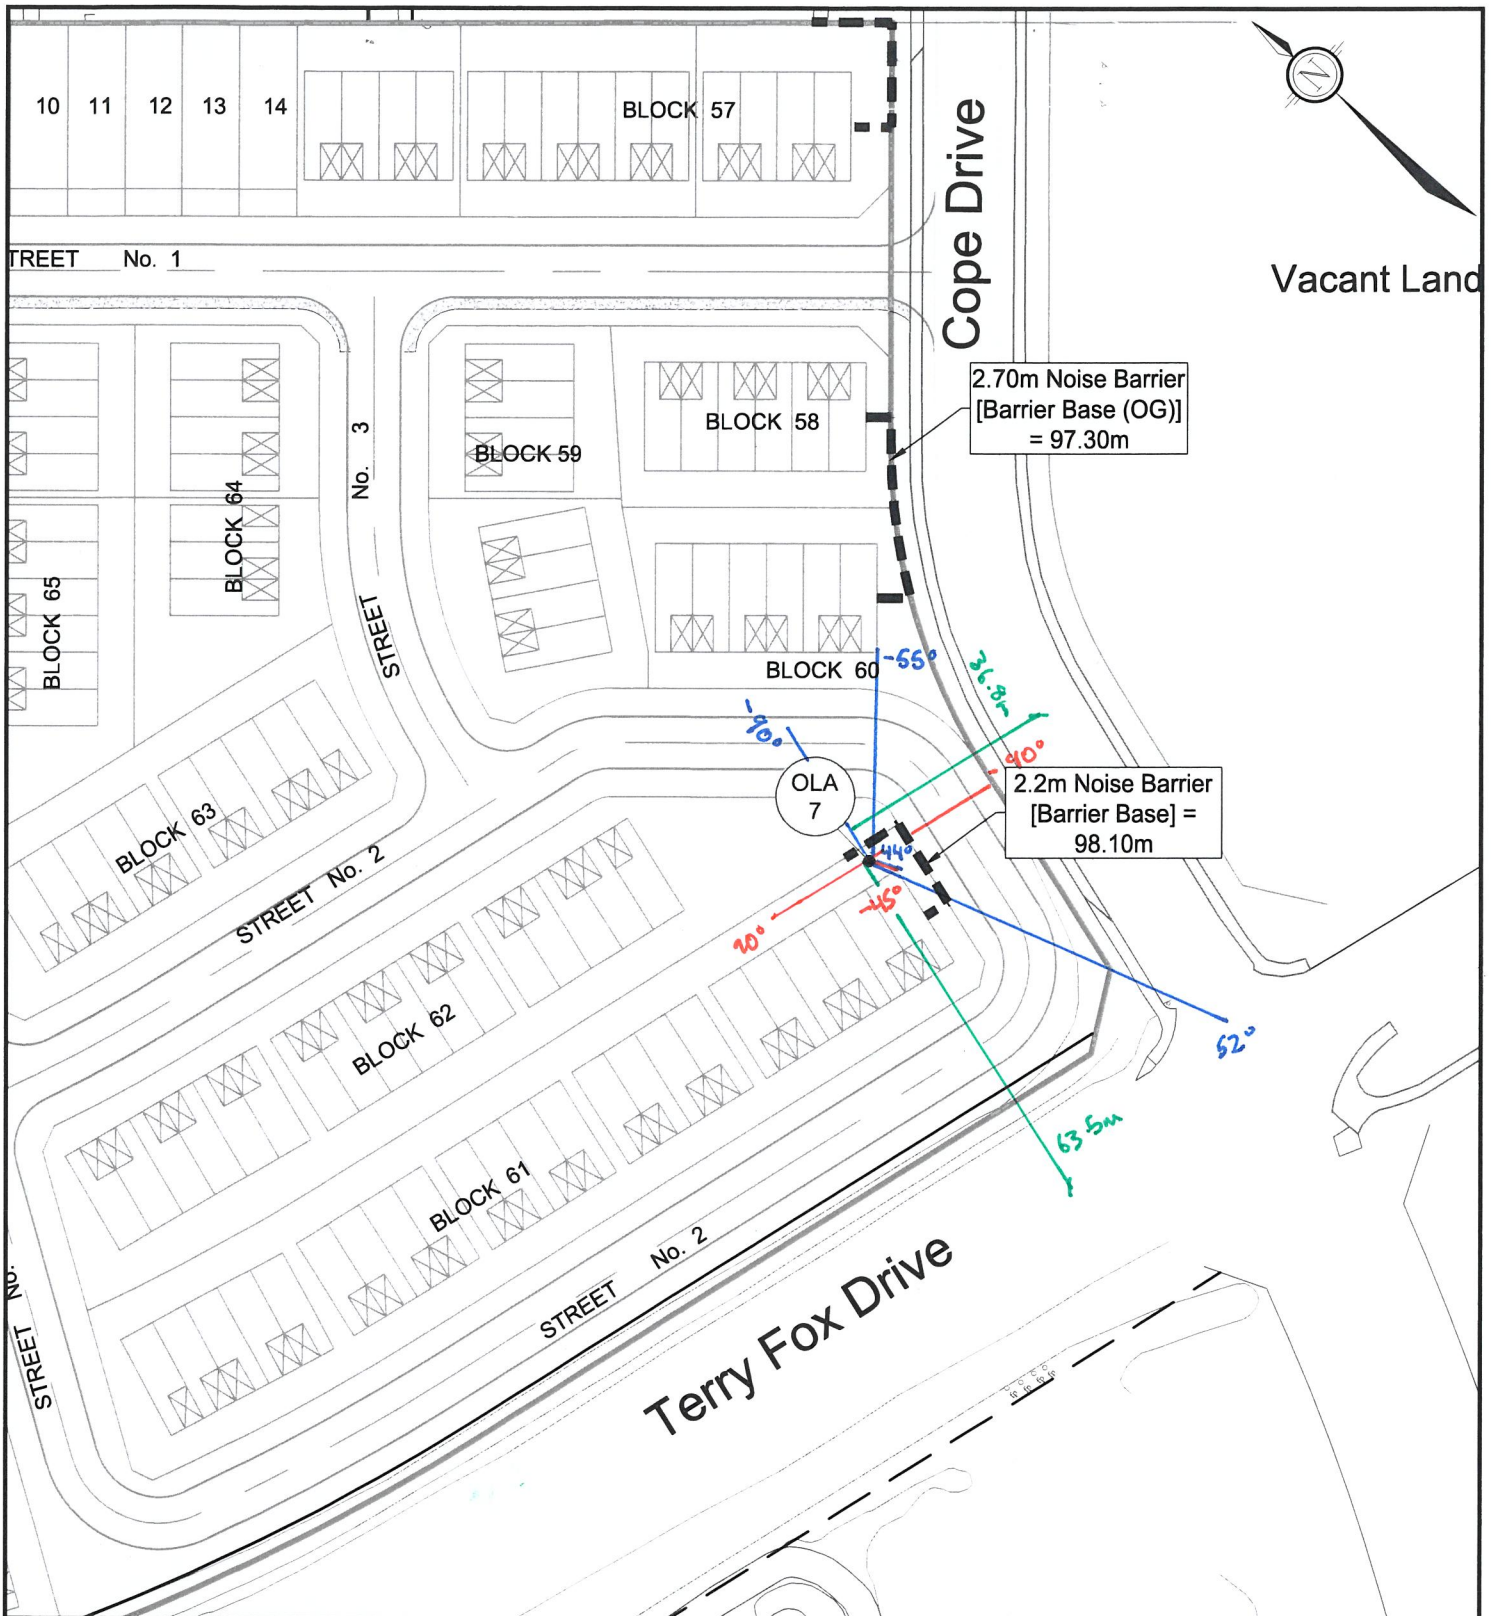 10
11
12
13
14
BLOCK 57
N
Cope Drive
Vacant Land
TREET No. 1
2.70m Noise Barrier
[Barrier Base (OG)]
= 97.30m
BLOCK 58
BLOCK 59
STREET No. 3
BLOCK 64
BLOCK 65
BLOCK 60
-55°
36.8m
-90°
OLA
7
90°
2.2m Noise Barrier
[Barrier Base] =
98.10m
44°
-45°
90°
52°
BLOCK 63
STREET No. 2
BLOCK 62
BLOCK 61
63.5m
STREET No. 2
STREET No.
Terry Fox Drive